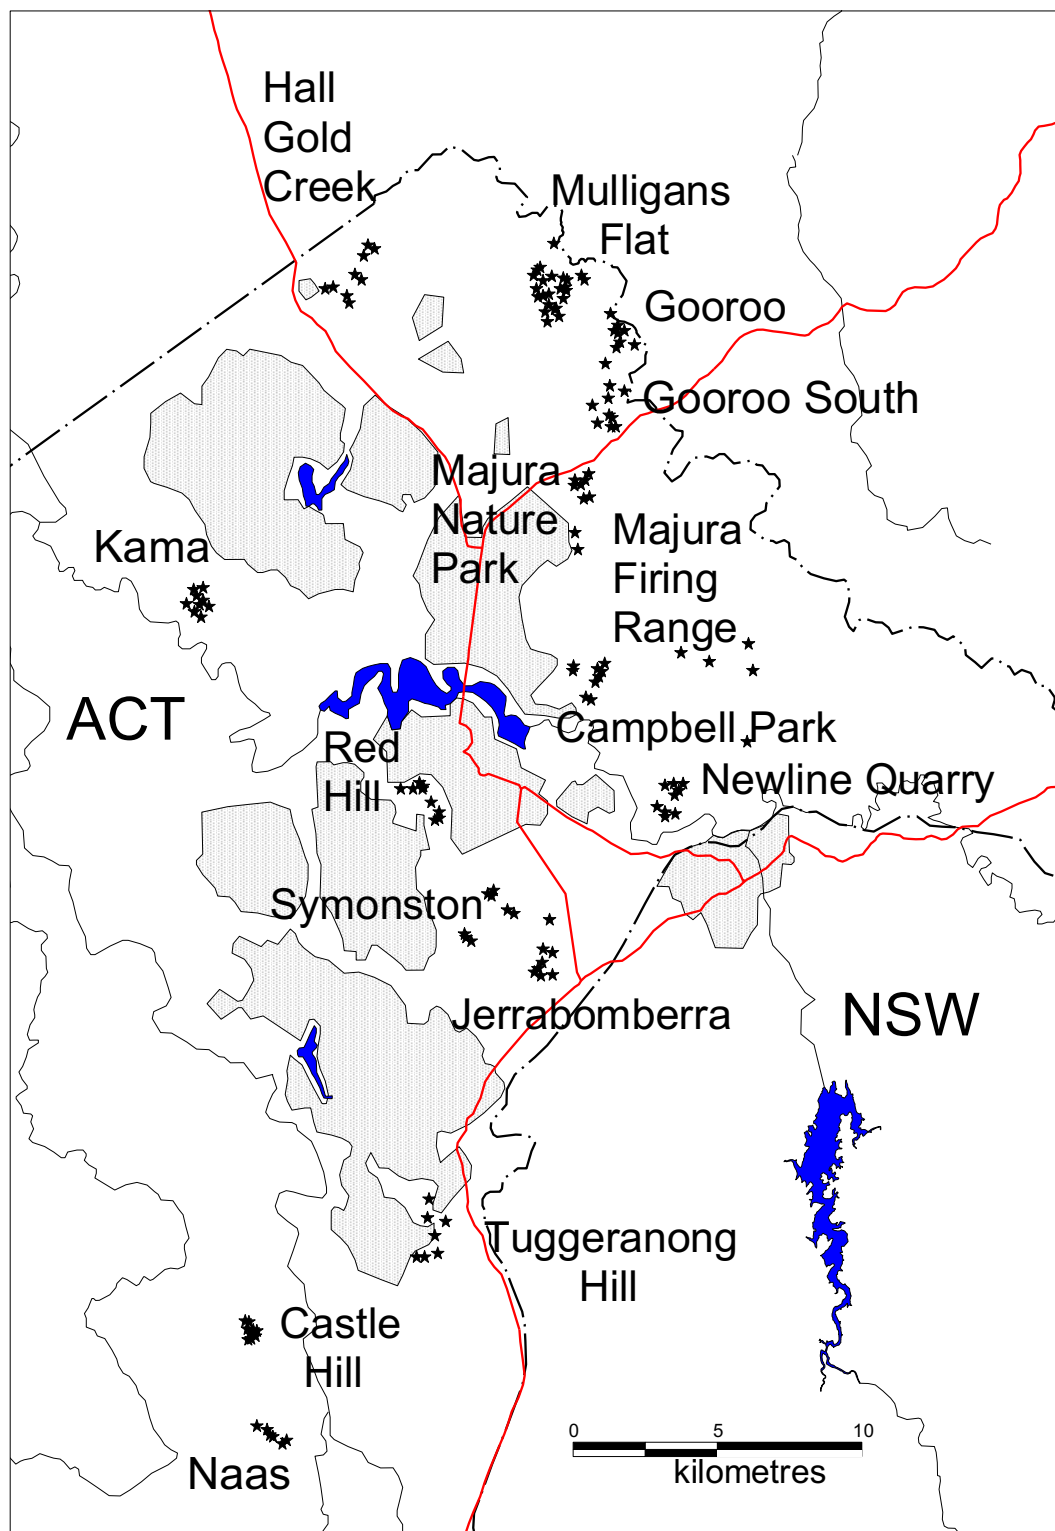 Hall
Gold
Creek
Mulligans
Flat
Gooroo
Gooroo South
Majura
Nature
Park
Majura
Firing
Range
Kama
ACT
Campbell Park
Red
Hill
Newline Quarry
Symonston
Jerrabomberra
NSW
Tuggeranong
Hill
Castle
Hill
Naas
0 5 10
kilometres